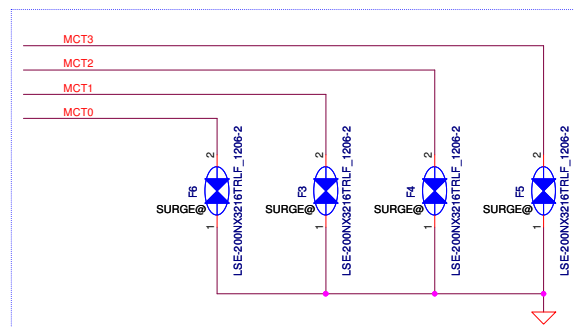 MCT3
MCT2
MCT1
MCT0
2
F6
SURGE@
1
LSE-200NX3216TRLF_1206-2
2
F3
SURGE@
1
LSE-200NX3216TRLF_1206-2
2
F4
SURGE@
1
LSE-200NX3216TRLF_1206-2
2
F5
SURGE@
1
LSE-200NX3216TRLF_1206-2